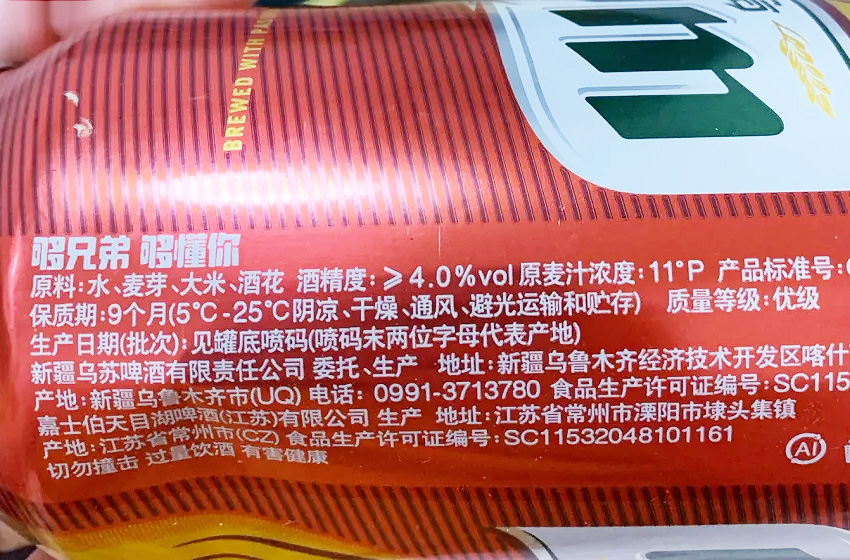 BREWED WITH PAS
够兄弟 够懂你
原料:水、麦芽、大米、酒花 酒精度:≥4.0%vol 原麦汁浓度:11°P 产品标准号:
保质期:9个月(5℃-25℃阴凉、干燥、通风、避光运输和贮存) 质量等级:优级
生产日期(批次):见罐底喷码(喷码末两位字母代表产地)
新疆乌苏啤酒有限责任公司 委托、生产 地址:新疆乌鲁木齐经济技术开发区喀什
产地:新疆乌鲁木齐市(UQ) 电话: 0991-3713780 食品生产许可证编号:SC115
嘉士伯天目湖啤酒(江苏)有限公司 生产 地址:江苏省常州市溧阳市埭头集镇
产地:江苏省常州市(CZ) 食品生产许可证编号:SC11532048101161
切勿撞击 过量饮酒 有害健康
Al